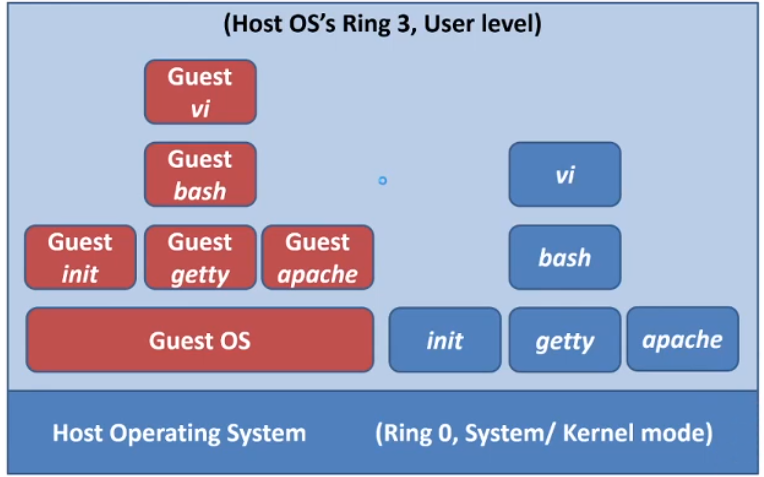 (Host OS's Ring 3, User level)
Guest
vi
Guest
bash
vi
Guest
init
Guest
getty
Guest
apache
bash
Guest OS
init
getty
apache
Host Operating System
(Ring 0, System/ Kernel mode)